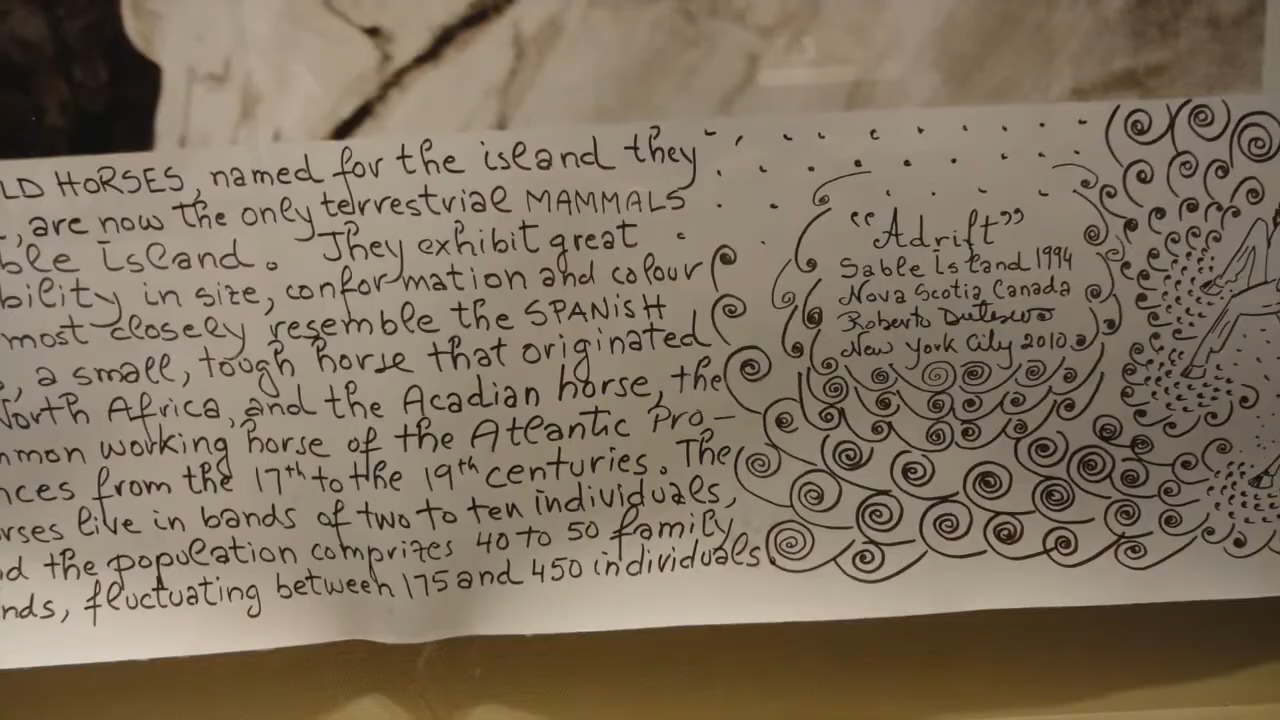 LD HORSES, named for the island they
, are now the only terrestrial MAMMALS
ble Island. They exhibit great
bility in size, conformation and colour
most closely resemble the SPANISH
, a small, tough horse that originated
North Africa, and the Acadian horse, the
mmon working horse of the Atlantic Pro-
nces from the 17th to the 19th centuries. The
rses live in bands of two to ten individuals,
d the population comprizes 40 to 50 family
nds, fluctuating between 175 and 450 individuals.
"Adrift"
Sable Island 1994
Nova Scotia Canada
Roberto Dutesco
New York City 2010